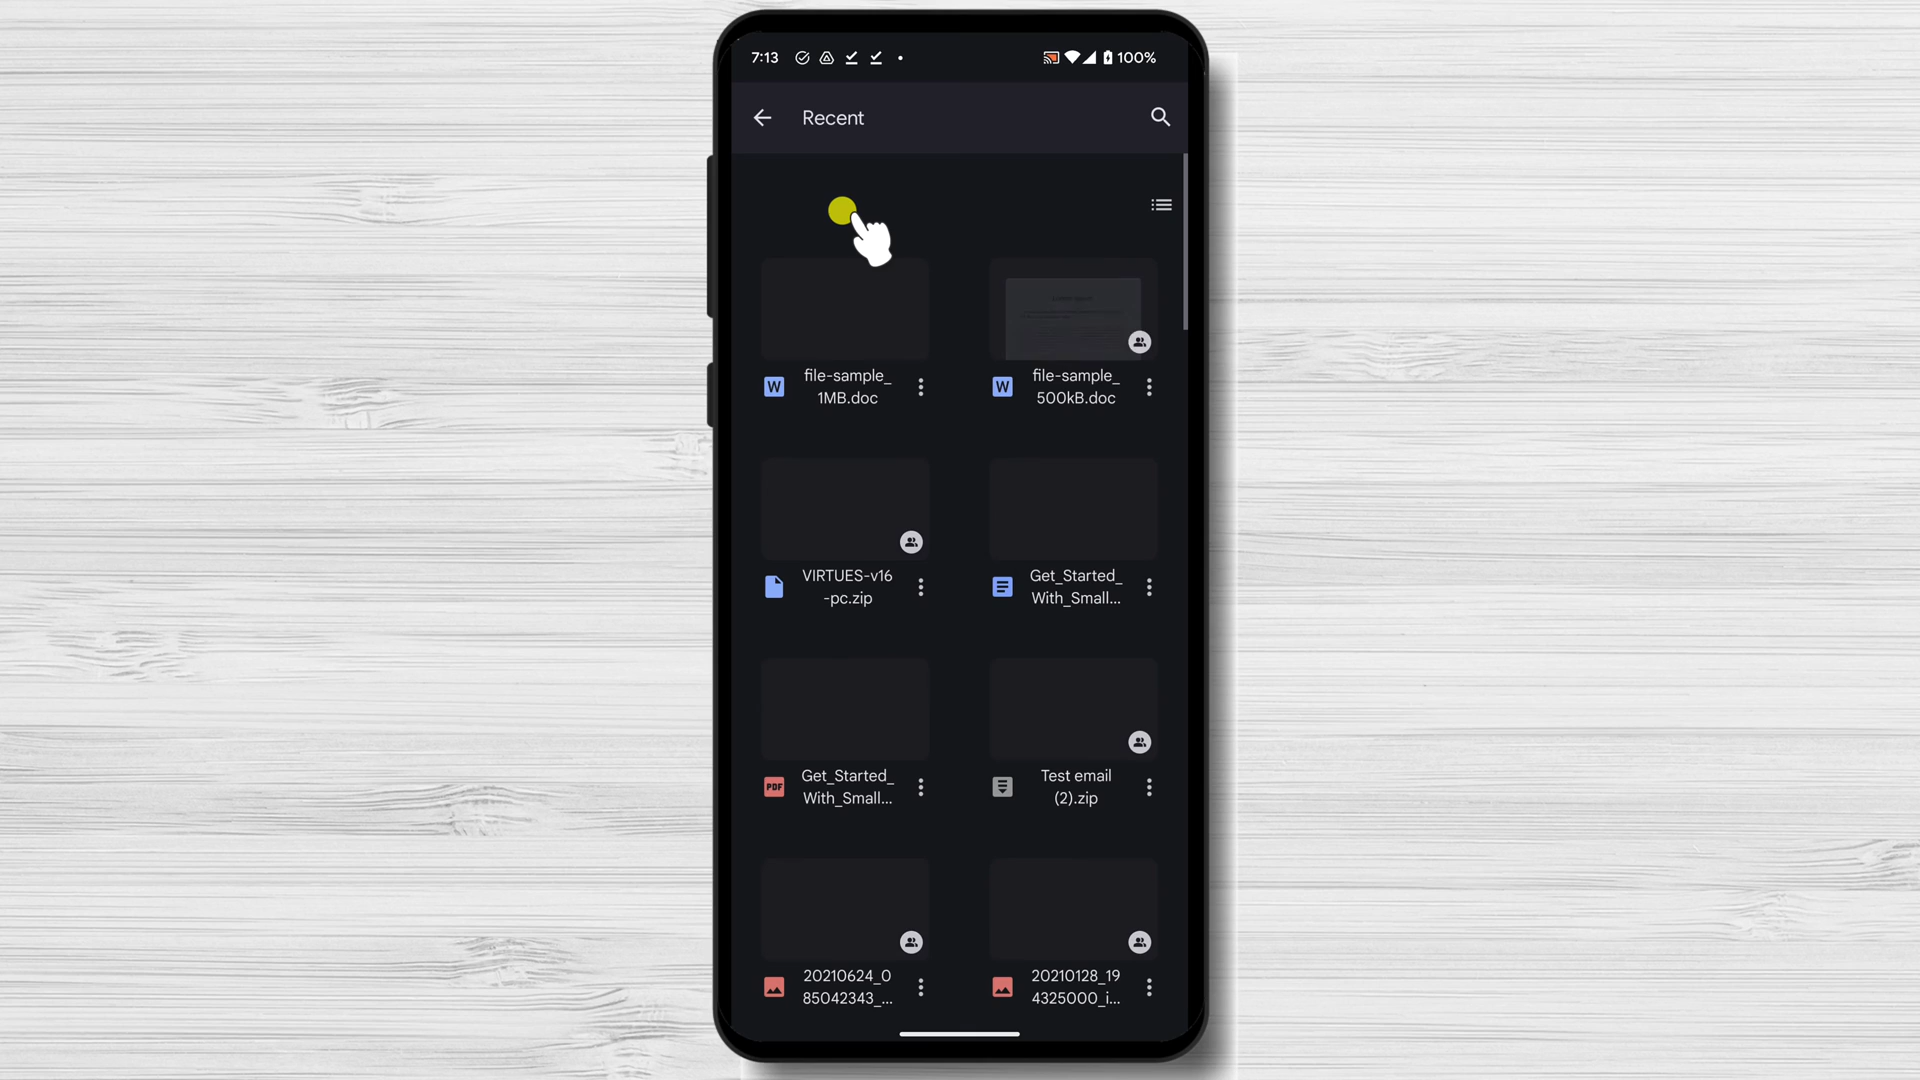 7:13
100%
Recent
W
file-sample_
1MB.doc
W
file-sample_
500kB.doc
VIRTUES-v16
-pc.zip
Get_Started_
With_Small...
PDF
Get_Started_
With_Small...
Test email
(2).zip
20210624_0
85042343_...
20210128_19
4325000_i...